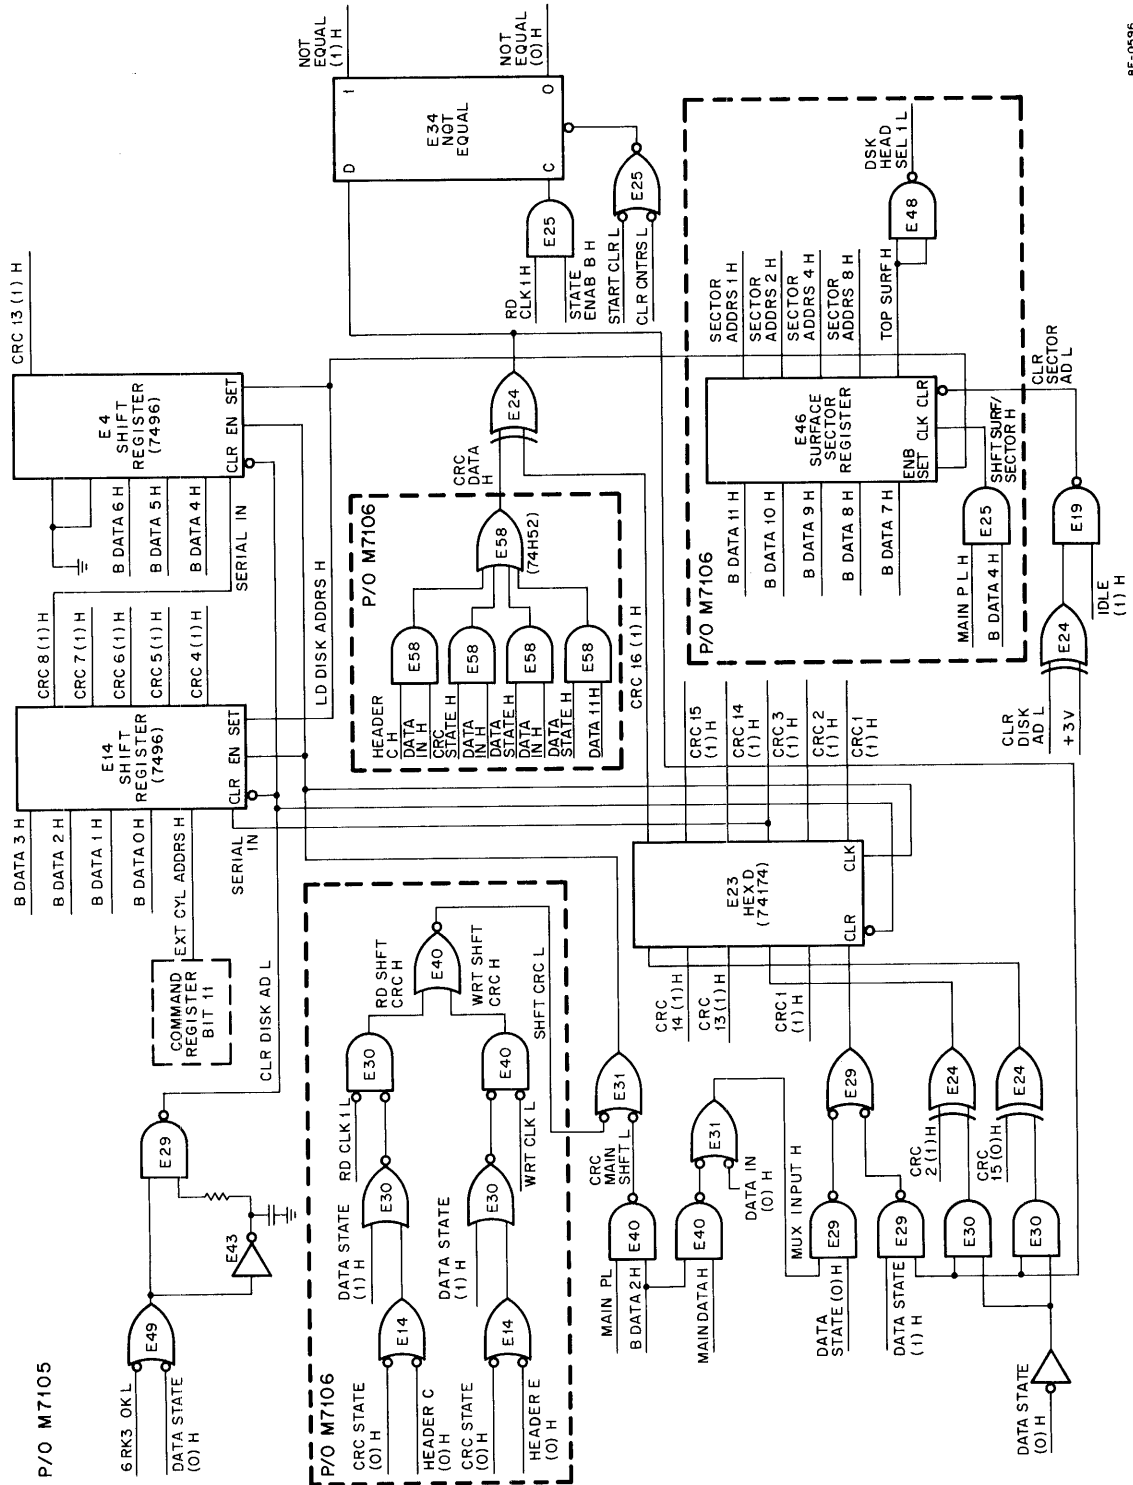 P/O M7105
6RK3 OK L
DATA STATE
(0) H
E49
E43
E29
CLR DISK AD L
COMMAND
REGISTER
BIT 11
EXT CYL ADDRS H
B DATA 3 H
B DATA 2 H
B DATA 1 H
B DATA 0 H
SERIAL
IN
E14
SHIFT
REGISTER
(7496)
CLR EN SET
CRC 8 (1) H
CRC 7 (1) H
CRC 6 (1) H
CRC 5 (1) H
CRC 4 (1) H
SERIAL IN
B DATA 6 H
B DATA 5 H
B DATA 4 H
E4
SHIFT
REGISTER
(7496)
CLR EN SET
CRC 13 (1) H
LD DISK ADDRS H
P/O M7106
CRC STATE
(0) H
HEADER C
(0) H
E14
DATA STATE
(1) H
E30
RD CLK 1 L
E30
RD SHFT
CRC H
CRC STATE
(0) H
HEADER E
(0) H
E14
DATA STATE
(1) H
E30
WRT CLK L
E40
WRT SHFT
CRC H
E40
SHFT CRC L
P/O M7106
HEADER
C H
DATA
IN H
CRC
STATE H
DATA
IN H
DATA
STATE H
DATA
IN H
DATA
STATE H
DATA 11 H
E58
E58
E58
E58
E58
(74H52)
CRC
DATA
H
E24
CRC 16 (1) H
NOT
EQUAL
(1) H
NOT
EQUAL
(0) H
D
1
E34
NOT
EQUAL
C
0
RD
CLK 1 H
STATE
ENAB B H
E25
START CLR L
CLR CNTRS L
E25
MAIN PL
B DATA 2 H
MAIN DATA H
E40
E40
CRC
MAIN
SHFT L
E31
E31
DATA IN
(0) H
MUX INPUT H
DATA
STATE (0) H
DATA STATE
(1) H
E29
E29
E29
DATA STATE
(0) H
E30
E30
CRC
2 (1) H
CRC
15 (0) H
E24
E24
CRC
14 (1) H
CRC
13 (1) H
CRC 1
(1) H
E23
HEX D
(74174)
CLR
CLK
CRC 15
(1) H
CRC 14
(1) H
CRC 3
(1) H
CRC 2
(1) H
CRC 1
(1) H
P/O M7106
B DATA 11 H
B DATA 10 H
B DATA 9 H
B DATA 8 H
B DATA 7 H
E46
SURFACE
SECTOR
REGISTER
ENB
SET CLK CLR
SECTOR
ADDRS 1 H
SECTOR
ADDRS 2 H
SECTOR
ADDRS 4 H
SECTOR
ADDRS 8 H
TOP SURF H
E48
DSK
HEAD
SEL 1 L
MAIN P L H
B DATA 4 H
E25
SHFT SURF/
SECTOR H
CLR
SECTOR
AD L
CLR
DISK
AD L
+3V
E24
IDLE
(1) H
E19